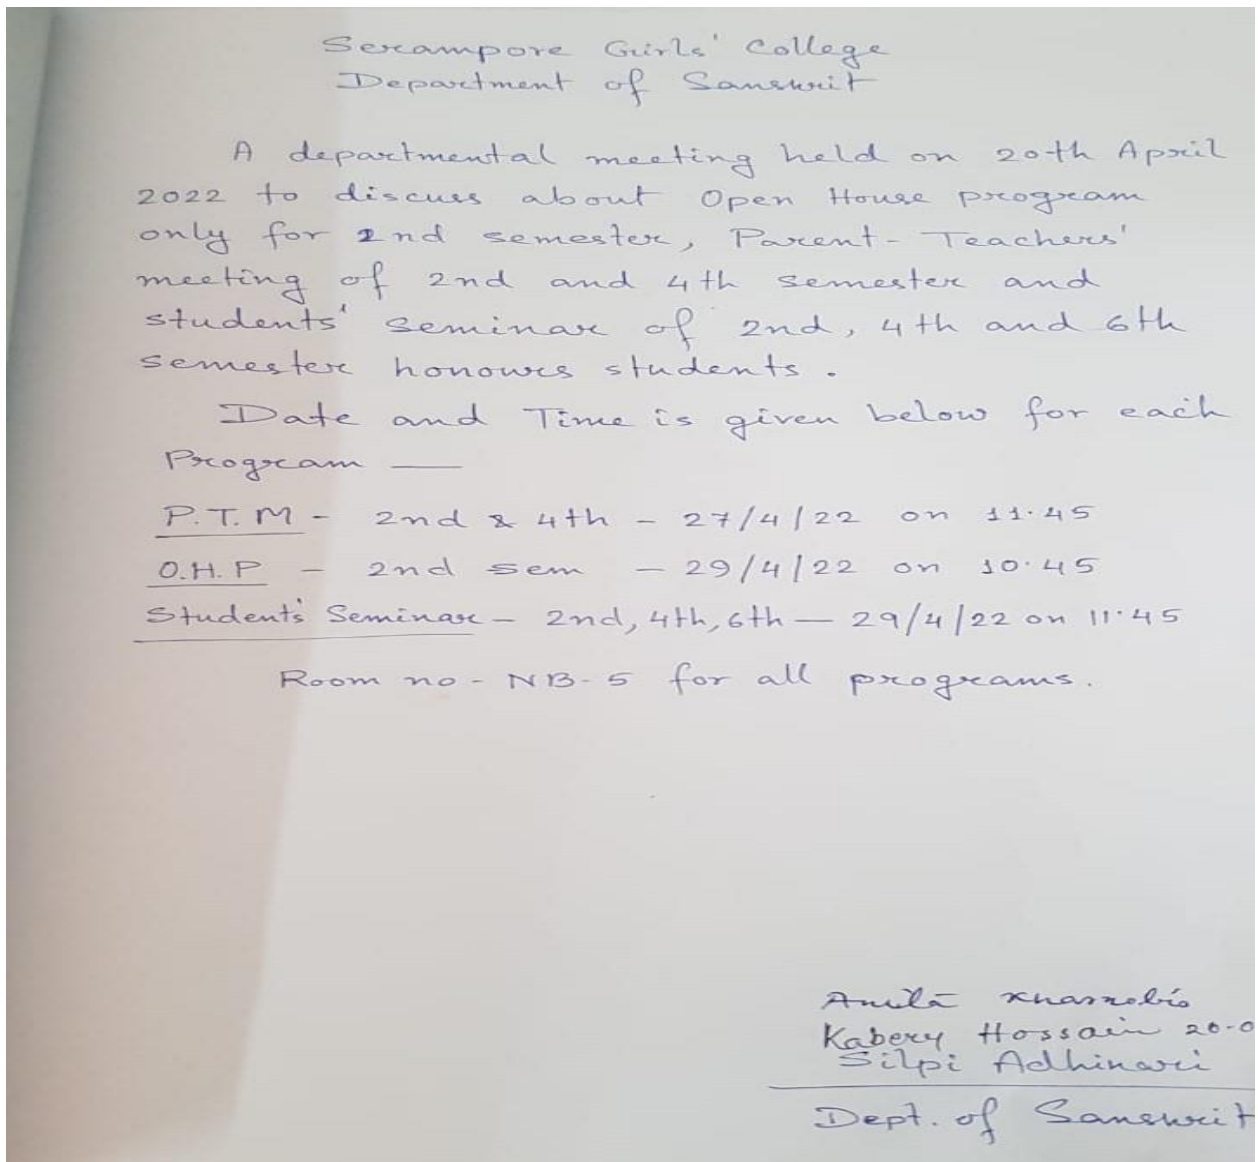 Serampore Girls' College
Department of Sanskrit
A departmental meeting held on 20th April
2022 to discuss about Open House program
only for 2nd semester, Parent-Teachers'
meeting of 2nd and 4th semester and
students' seminar of 2nd, 4th and 6th
semester honours students.
Date and Time is given below for each
Program —
P.T.M - 2nd & 4th - 27/4/22 on 11.45
O.H.P - 2nd sem - 29/4/22 on 10.45
Students' Seminar - 2nd, 4th, 6th — 29/4/22 on 11.45
Room no - NB-5 for all programs.
Kabery Hossain 20-0
Silpi Adhikari
Dept. of Sanskrit